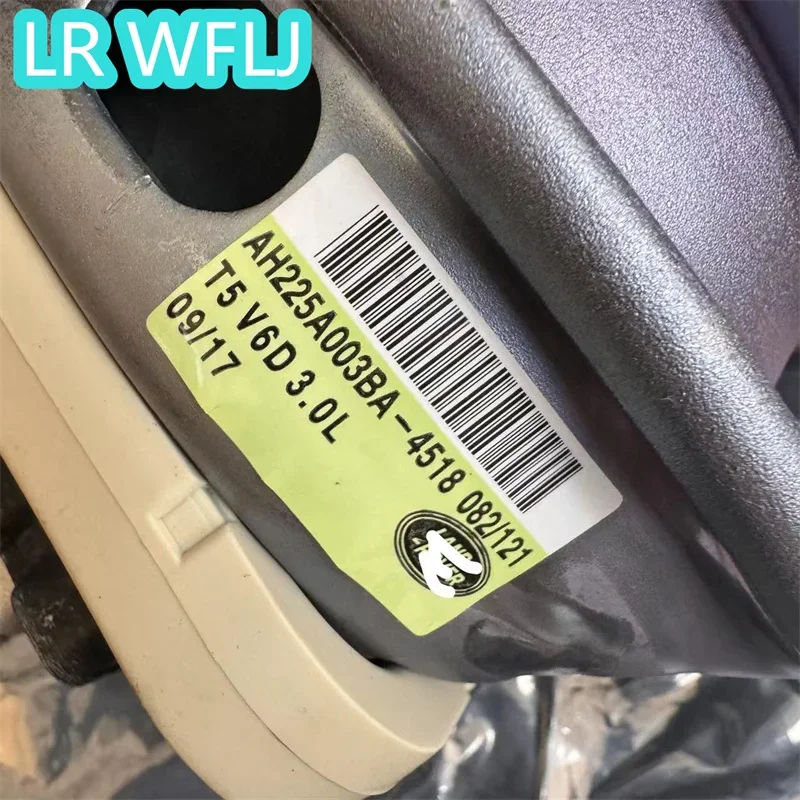 LR WFLJ
AH225A003BA-4518 082/121
T5 V6D 3.0L
09/17